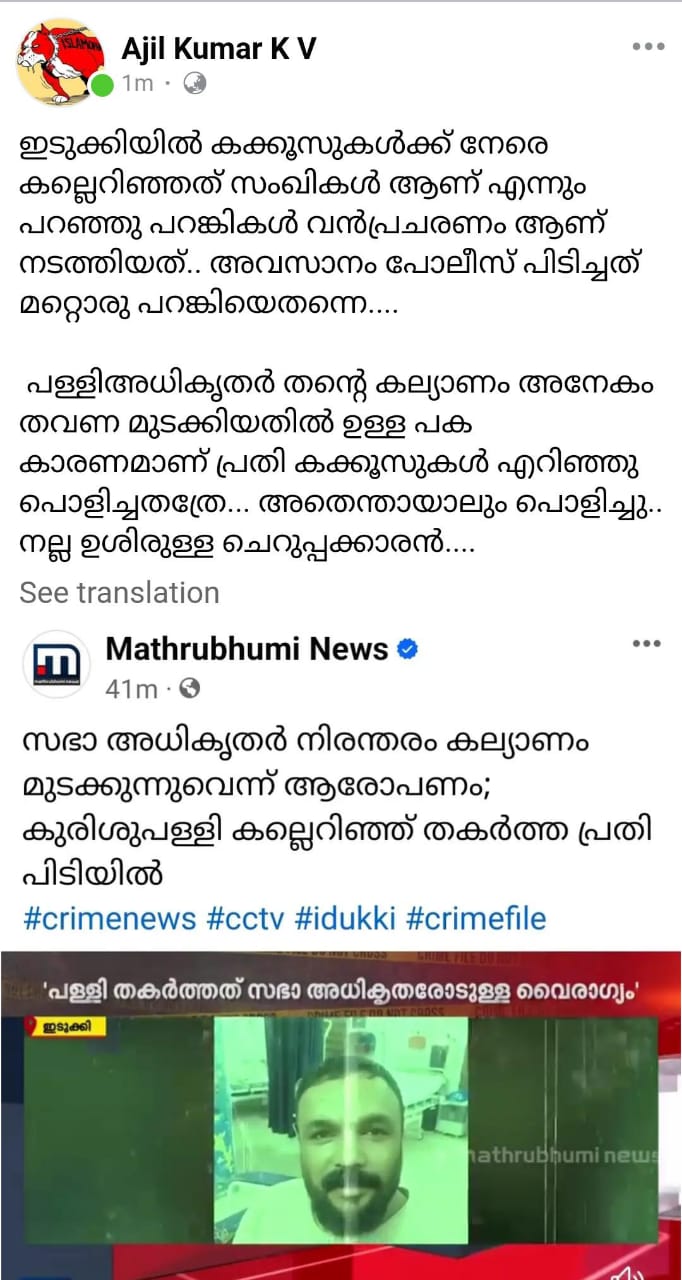 Ajil Kumar K V
1m
ഇടുക്കിയിൽ കക്കൂസുകൾക്ക് നേരെ
കല്ലെറിഞ്ഞത് സംഖികൾ ആണ് എന്നും
പറഞ്ഞു പറങ്കികൾ വൻപ്രചരണം ആണ്
നടത്തിയത്.. അവസാനം പോലീസ് പിടിച്ചത്
മറ്റൊരു പറങ്കിയെതന്നെ....
പള്ളിഅധികൃതർ തന്റെ കല്യാണം അനേകം
തവണ മുടക്കിയതിൽ ഉള്ള പക
കാരണമാണ് പ്രതി കക്കൂസുകൾ എറിഞ്ഞു
പൊളിച്ചതത്രേ... അതെന്തായാലും പൊളിച്ചു..
നല്ല ഉശിരുള്ള ചെറുപ്പക്കാരൻ....
See translation
Mathrubhumi News
41m
സഭാ അധികൃതർ നിരന്തരം കല്യാണം
മുടക്കുന്നുവെന്ന് ആരോപണം;
കുരിശുപള്ളി കല്ലെറിഞ്ഞ് തകർത്ത പ്രതി
പിടിയിൽ
#crimenews #cctv #idukki #crimefile
'പള്ളി തകർത്തത് സഭാ അധികൃതരോടുള്ള വൈരാഗ്യം'
ഇടുക്കി
mathrubhumi news